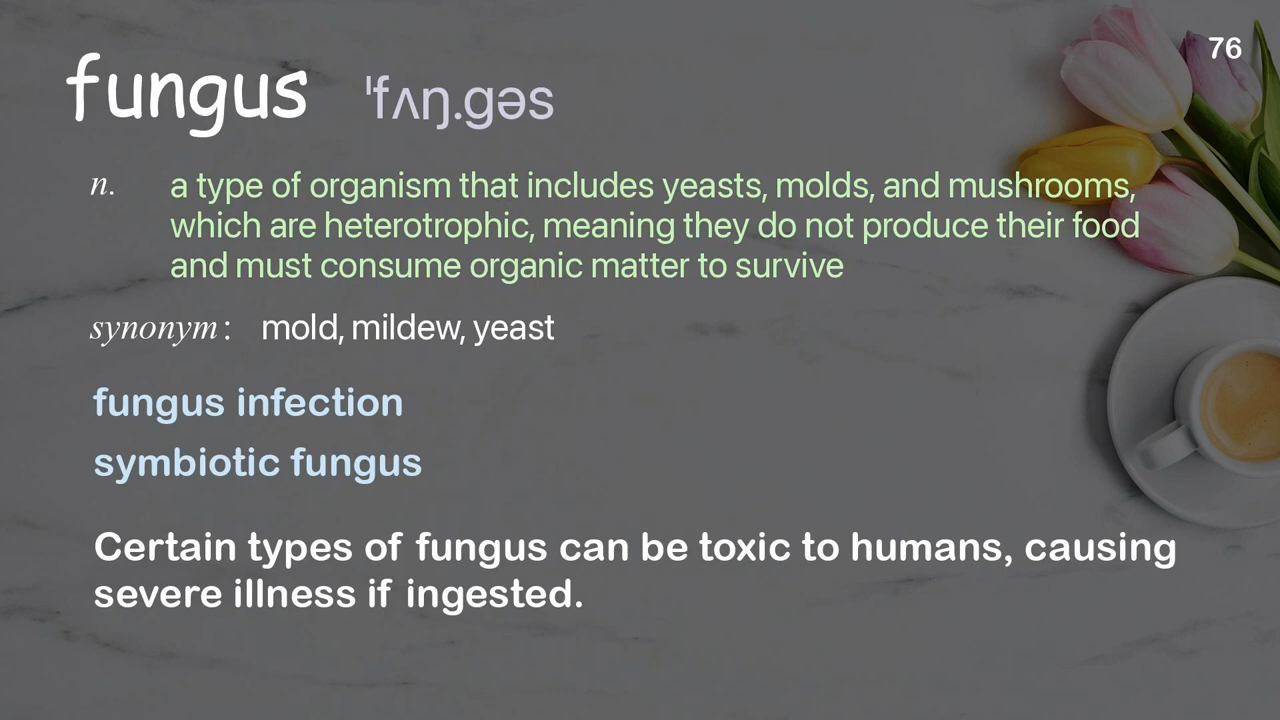 76
fungus ˈfʌŋ.gəs
n. a type of organism that includes yeasts, molds, and mushrooms,
which are heterotrophic, meaning they do not produce their food
and must consume organic matter to survive
synonym: mold, mildew, yeast
fungus infection
symbiotic fungus
Certain types of fungus can be toxic to humans, causing
severe illness if ingested.